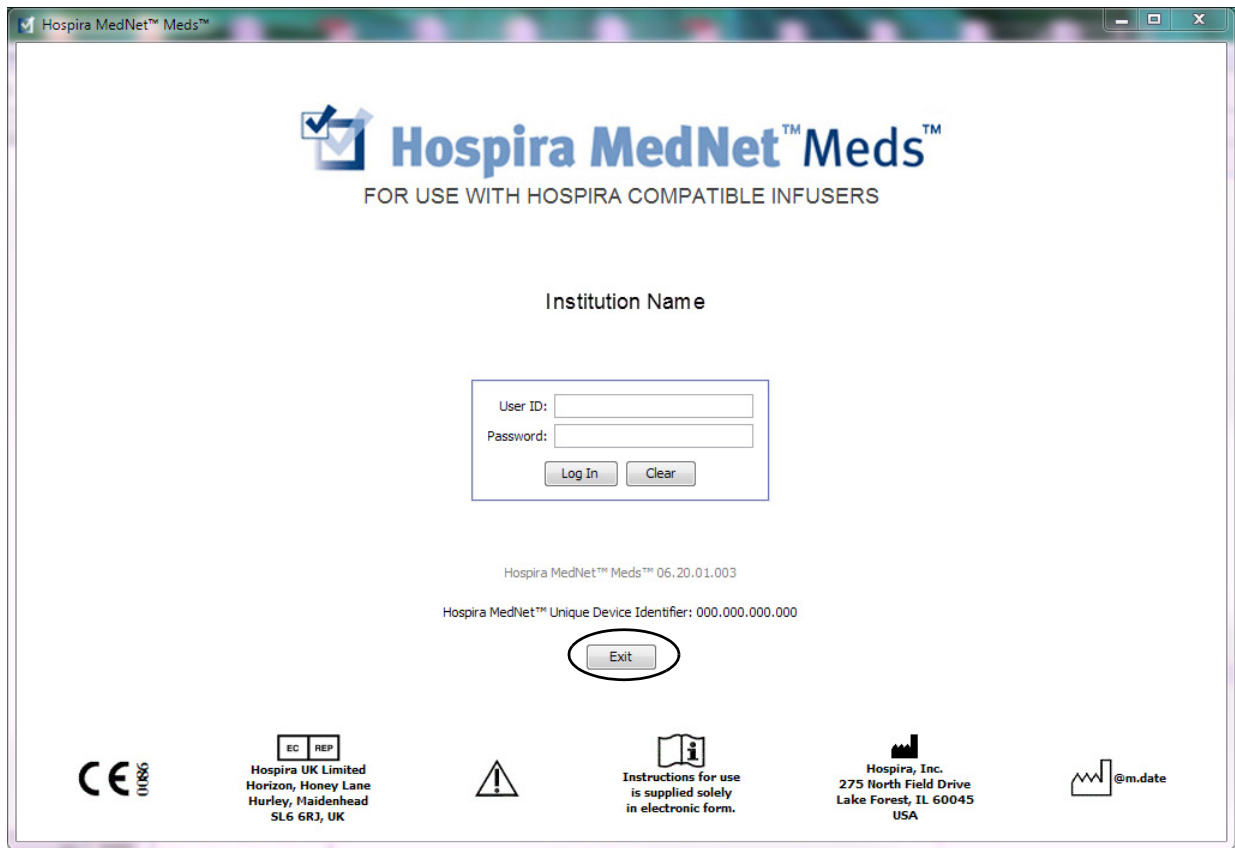 Hospira MedNet™ Meds™
Hospira MedNet™ Meds™
FOR USE WITH HOSPIRA COMPATIBLE INFUSERS
Institution Name
User ID:
Password:
Log In Clear
Hospira MedNet™ Meds™ 06.20.01.003
Hospira MedNet™ Unique Device Identifier: 000.000.000.000
Exit
CE 0086
EC REP
Hospira UK Limited
Horizon, Honey Lane
Hurley, Maidenhead
SL6 6RJ, UK
Instructions for use
is supplied solely
in electronic form.
Hospira, Inc.
275 North Field Drive
Lake Forest, IL 60045
USA
@m.date